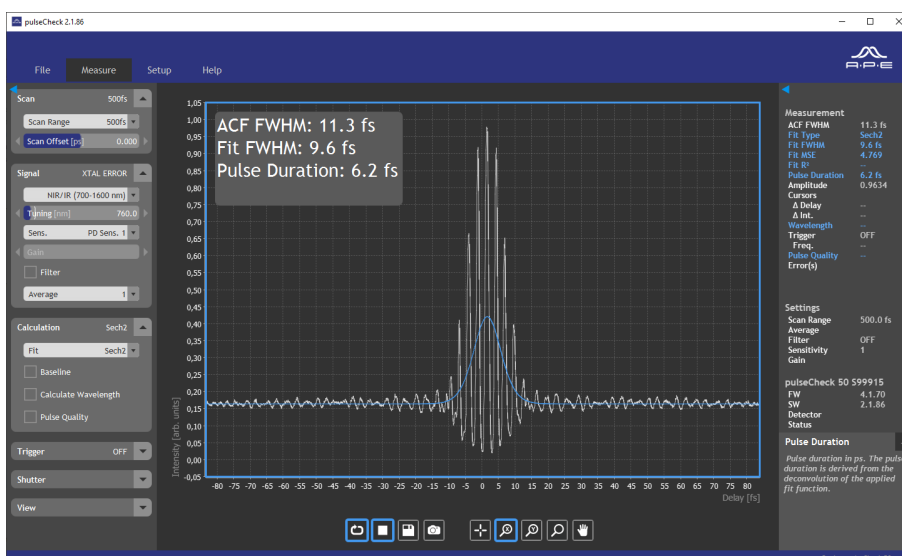 pulseCheck 2.1.86
A·P·E
File Measure Setup Help
Scan 500fs
Scan Range 500fs
Scan Offset [ps] 0.000
Signal XTAL ERROR
NIR/IR (700-1600 nm)
Tuning [nm] 760.0
Sens. PD Sens. 1
Gain
Filter
Average 1
Calculation Sech2
Fit Sech2
Baseline
Calculate Wavelength
Pulse Quality
Trigger OFF
Shutter
View
ACF FWHM: 11.3 fs
Fit FWHM: 9.6 fs
Pulse Duration: 6.2 fs
1,05
1,00
0,95
0,90
0,85
0,80
0,75
0,70
0,65
0,60
0,55
0,50
0,45
0,40
0,35
0,30
0,25
0,20
0,15
0,10
0,05
0,00
-0,05
Intensity [arb. units]
-80 -75 -70 -65 -60 -55 -50 -45 -40 -35 -30 -25 -20 -15 -10 -5 0 5 10 15 20 25 30 35 40 45 50 55 60 65 70 75 80
Delay [fs]
X Y
Measurement
ACF FWHM 11.3 fs
Fit Type Sech2
Fit FWHM 9.6 fs
Fit MSE 4.769
Fit R² --
Pulse Duration 6.2 fs
Amplitude 0.9634
Cursors
Δ Delay --
Δ Int. --
Wavelength --
Trigger OFF
Freq. --
Pulse Quality --
Error(s)
Settings
Scan Range 500.0 fs
Average
Filter OFF
Sensitivity 1
Gain
pulseCheck 50 S99915
FW 4.1.70
SW 2.1.86
Detector
Status
Pulse Duration
Pulse duration in ps. The pulse
duration is derived from the
deconvolution of the applied
fit function.